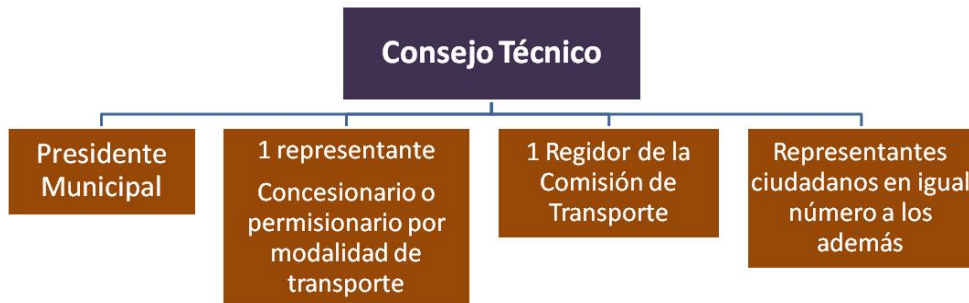 Consejo Técnico
Presidente
Municipal
1 representante
Concesionario o
permisionario por
modalidad de
transporte
1 Regidor de la
Comisión de
Transporte
Representantes
ciudadanos en igual
número a los
además